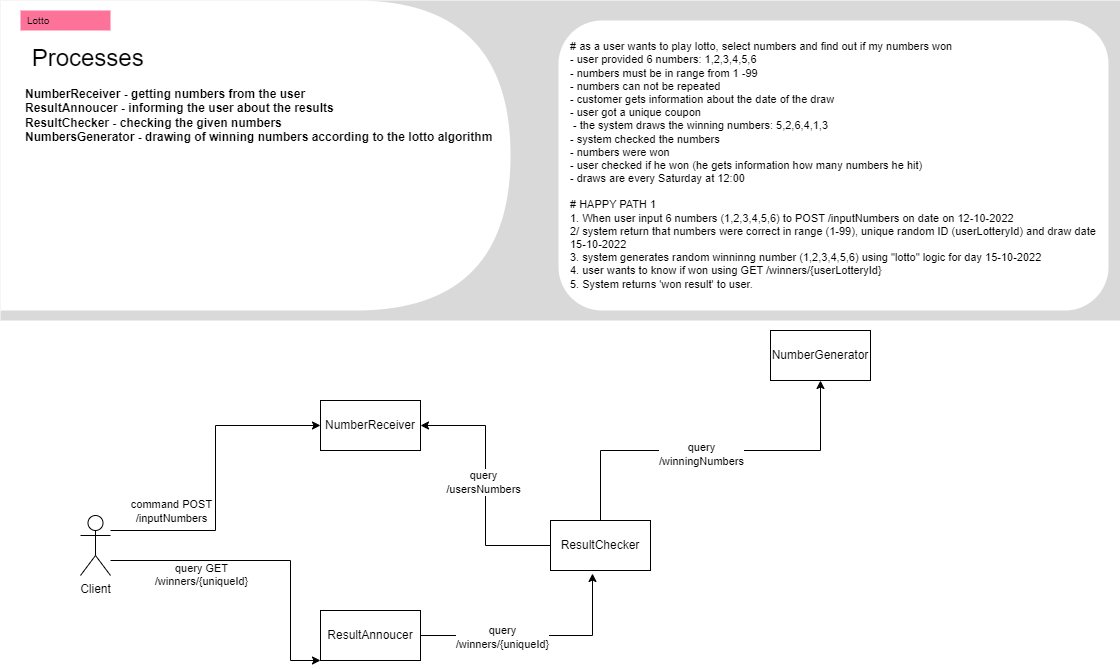 Lotto
Processes
NumberReceiver - getting numbers from the user
ResultAnnoucer - informing the user about the results
ResultChecker - checking the given numbers
NumbersGenerator - drawing of winning numbers according to the lotto algorithm
# as a user wants to play lotto, select numbers and find out if my numbers won
- user provided 6 numbers: 1,2,3,4,5,6
- numbers must be in range from 1 -99
- numbers can not be repeated
- customer gets information about the date of the draw
- user got a unique coupon
- the system draws the winning numbers: 5,2,6,4,1,3
- system checked the numbers
- numbers were won
- user checked if he won (he gets information how many numbers he hit)
- draws are every Saturday at 12:00
# HAPPY PATH 1
1. When user input 6 numbers (1,2,3,4,5,6) to POST /inputNumbers on date on 12-10-2022
2/ system return that numbers were correct in range (1-99), unique random ID (userLotteryId) and draw date
15-10-2022
3. system generates random winninng number (1,2,3,4,5,6) using "lotto" logic for day 15-10-2022
4. user wants to know if won using GET /winners/{userLotteryId}
5. System returns 'won result' to user.
NumberGenerator
NumberReceiver
query
/winningNumbers
query
/usersNumbers
command POST
/inputNumbers
ResultChecker
query GET
/winners/{uniqueId}
Client
ResultAnnoucer
query
/winners/{uniqueId}